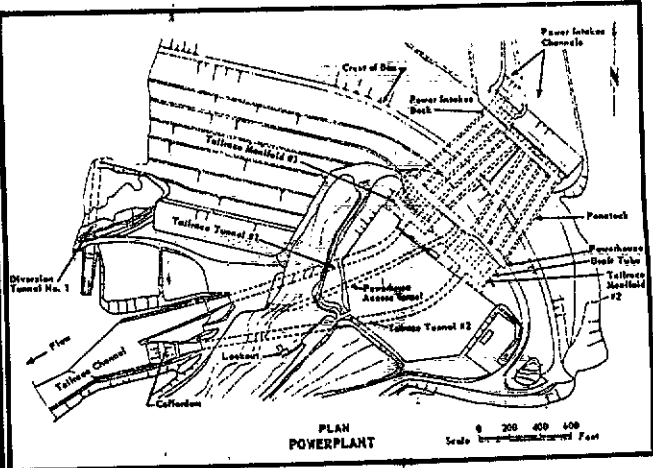 Power Intakes
Channels
Crest of Dam
Power Intakes
Deck
N
Tailrace Manifold #1
Tailrace Tunnel #1
Penstock
Powerhouse
Draft Tube
Tailrace
Manifold
#2
Diversion
Tunnel No. 1
Powerhouse
Access Tunnel
Tailrace Tunnel #2
Flow
Tailrace Channel
Lookout
Cofferdam
PLAN
POWERPLANT
Scale 0 200 400 600 Feet